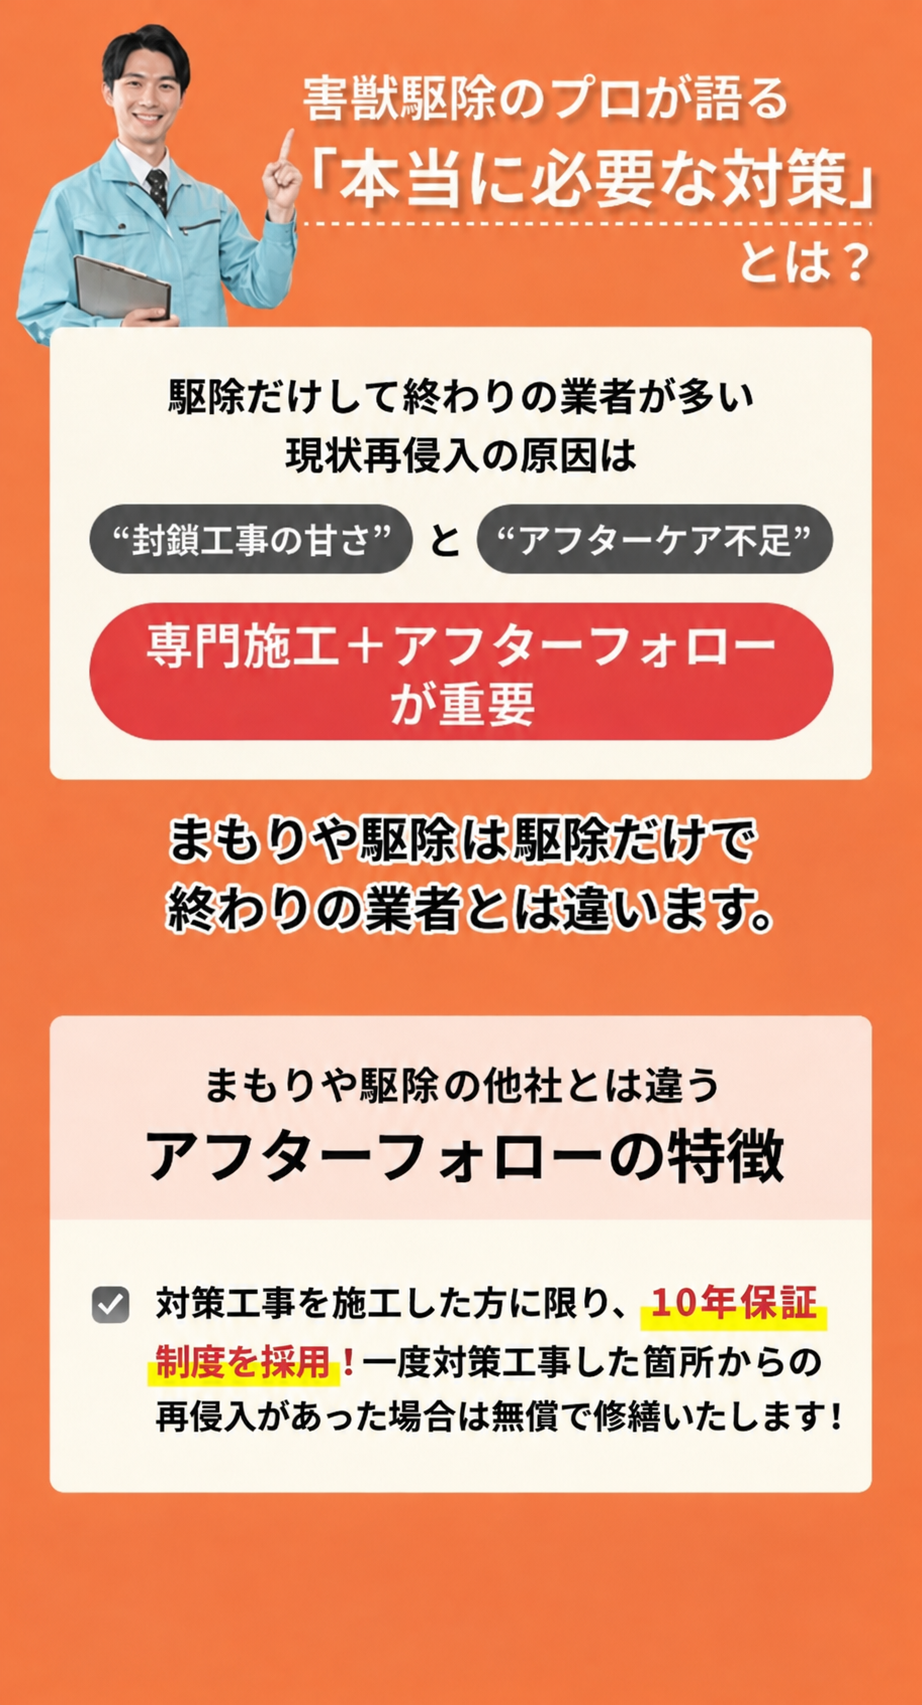 害獣駆除のプロが語る
「本当に必要な対策」
とは？
駆除だけして終わりの業者が多い
現状再侵入の原因は
“封鎖工事の甘さ” と “アフターケア不足”
専門施工＋アフターフォロー
が重要
まもりや駆除は駆除だけで
終わりの業者とは違います。
まもりや駆除の他社とは違う
アフターフォローの特徴
対策工事を施工した方に限り、10年保証
制度を採用！一度対策工事した箇所からの
再侵入があった場合は無償で修繕いたします！